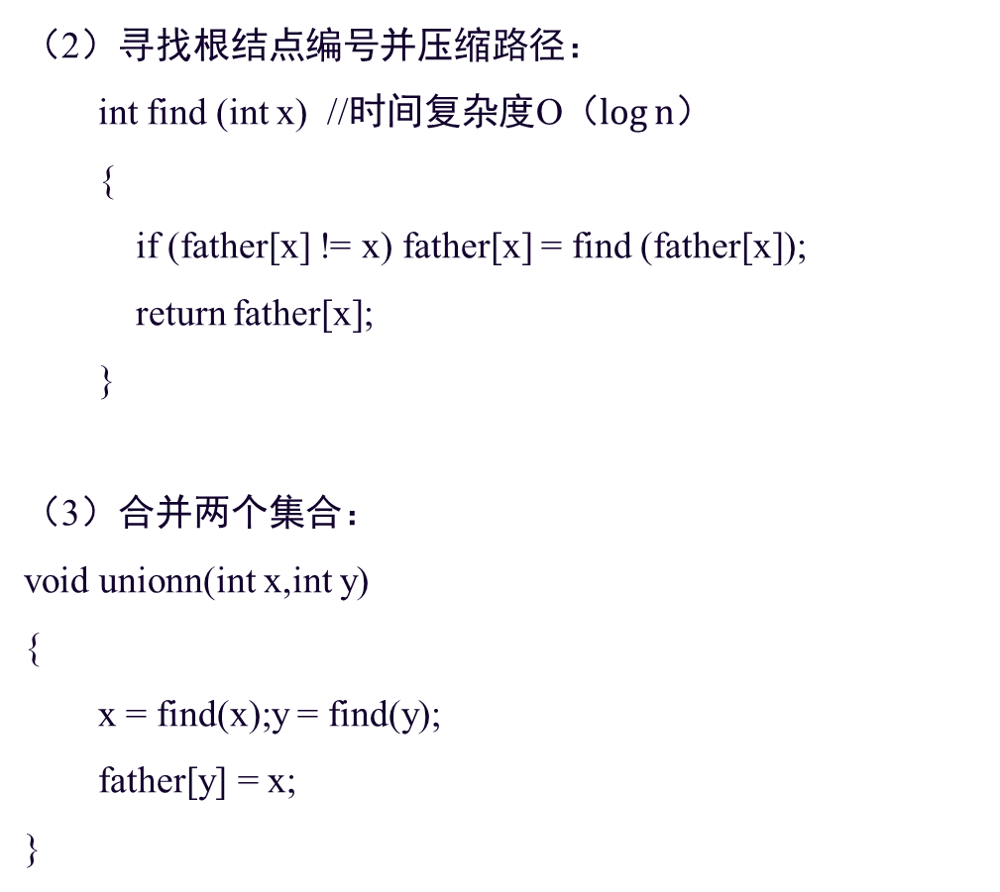 （2）寻找根结点编号并压缩路径：
int find (int x)  //时间复杂度O（log n）
{
if (father[x] != x) father[x] = find (father[x]);
return father[x];
}
（3）合并两个集合：
void unionn(int x,int y)
{
x = find(x);y = find(y);
father[y] = x;
}